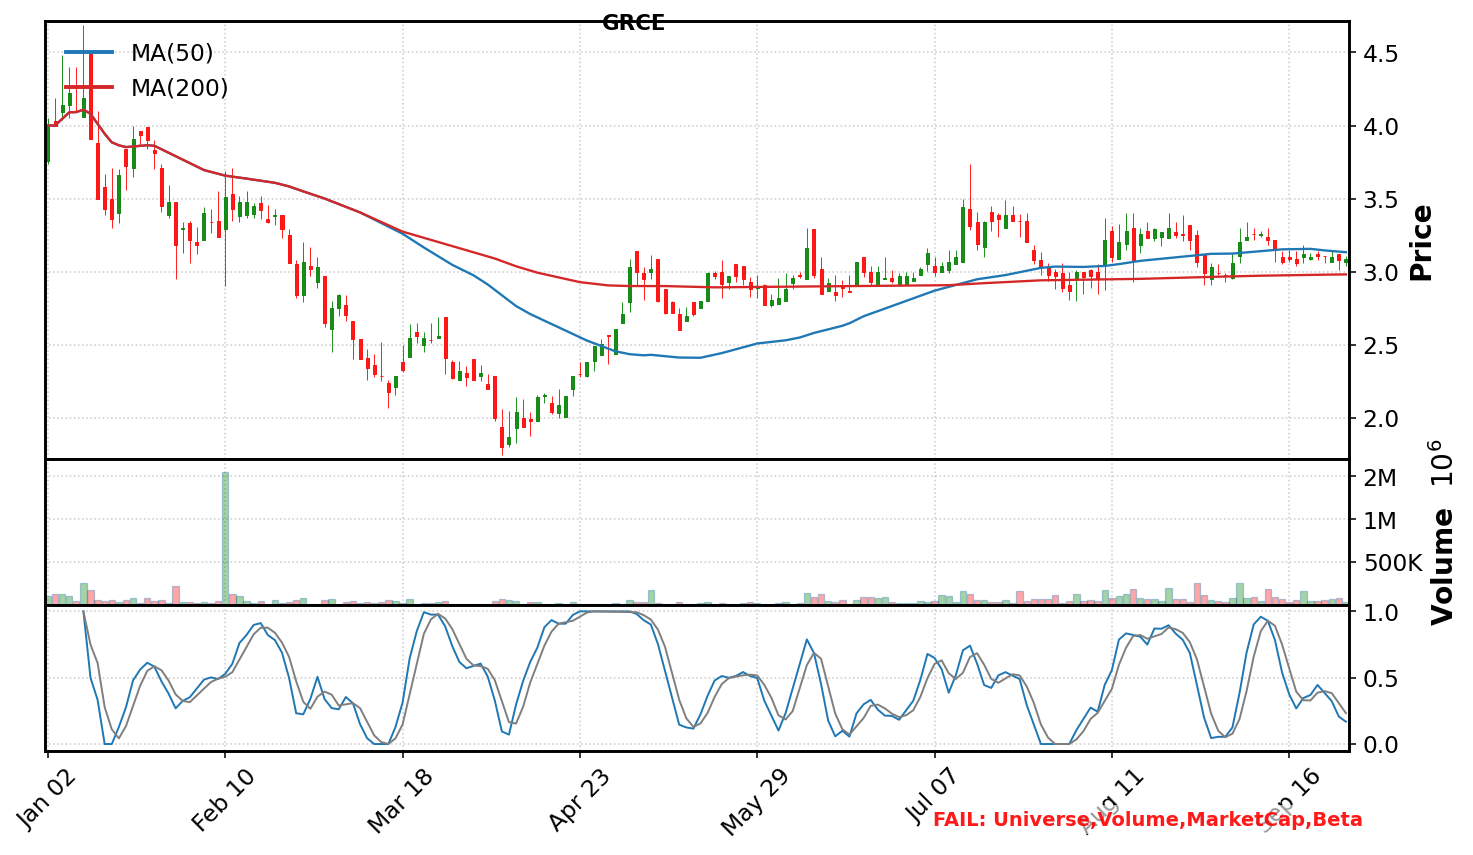 GRCE
MA(50)
MA(200)
4.5
4.0
3.5
3.0
2.5
2.0
Price
2M
1M
500K
Volume 10^6
1.0
0.5
0.0
Jan 02
Feb 10
Mar 18
Apr 23
May 29
Jul 07
Aug 11
Sep 16
FAIL: Universe,Volume,MarketCap,Beta